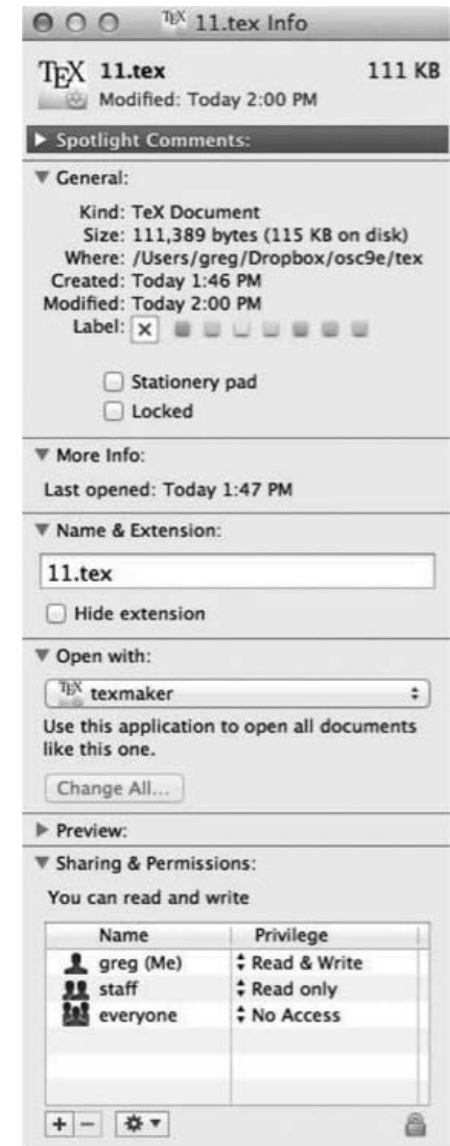 TEX 11.tex Info
TEX 11.tex 111 KB
Modified: Today 2:00 PM
Spotlight Comments:
General:
Kind: TeX Document
Size: 111,389 bytes (115 KB on disk)
Where: /Users/greg/Dropbox/osc9e/tex
Created: Today 1:46 PM
Modified: Today 2:00 PM
Label: x
Stationery pad
Locked
More Info:
Last opened: Today 1:47 PM
Name & Extension:
11.tex
Hide extension
Open with:
TEX texmaker
Use this application to open all documents
like this one.
Change All...
Preview:
Sharing & Permissions:
You can read and write
Name Privilege
greg (Me) Read & Write
staff Read only
everyone No Access